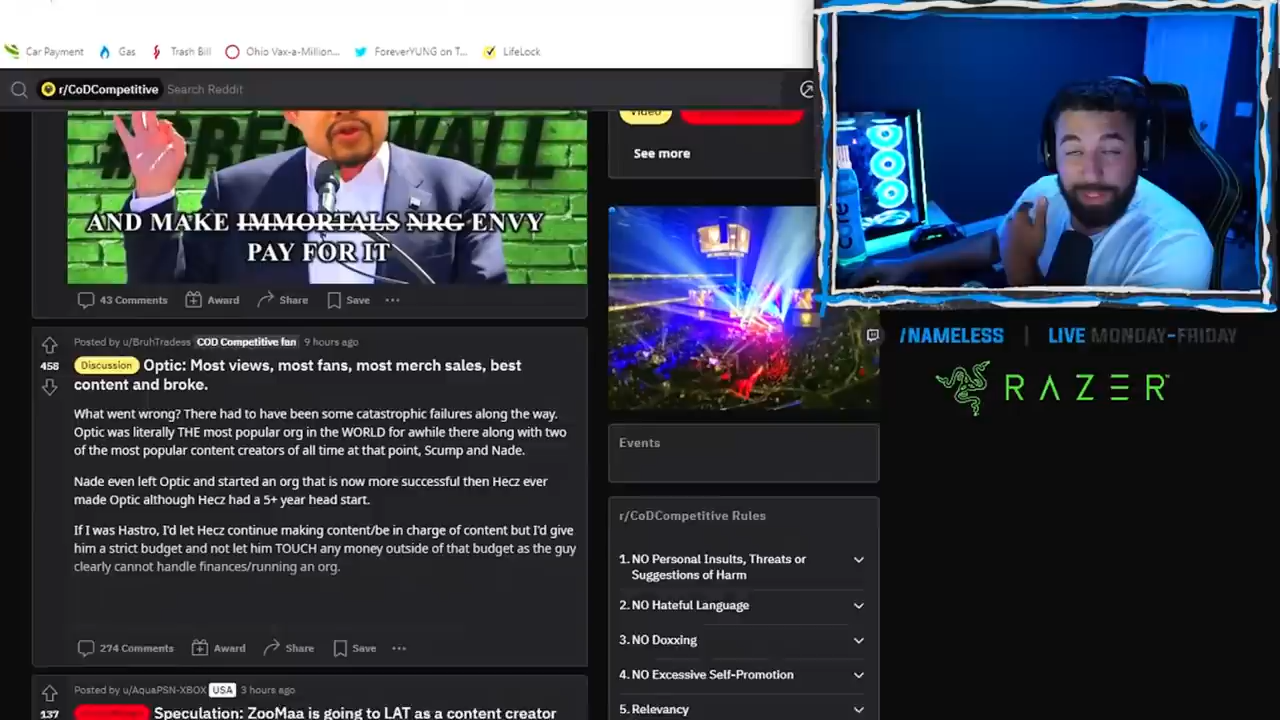 Car Payment
Gas
Trash Bill
Ohio Vax-a-Million...
ForeverYUNG on T...
LifeLock
r/CoDCompetitive
Search Reddit
AND MAKE IMMORTALS NRG ENVY
PAY FOR IT
43 Comments
Award
Share
Save
Posted by u/BruhTradess
COD Competitive fan
9 hours ago
458
Discussion
Optic: Most views, most fans, most merch sales, best
content and broke.
What went wrong? There had to have been some catastrophic failures along the way.
Optic was literally THE most popular org in the WORLD for awhile there along with two
of the most popular content creators of all time at that point, Scump and Nade.
Nade even left Optic and started an org that is now more successful then Hecz ever
made Optic although Hecz had a 5+ year head start.
If I was Hastro, I'd let Hecz continue making content/be in charge of content but I'd give
him a strict budget and not let him TOUCH any money outside of that budget as the guy
clearly cannot handle finances/running an org.
274 Comments
Award
Share
Save
Posted by u/AquaPSN-XBOX
USA
3 hours ago
137
Speculation: ZooMaa is going to LAT as a content creator
Video
See more
Events
r/CoDCompetitive Rules
1. NO Personal Insults, Threats or
Suggestions of Harm
2. NO Hateful Language
3. NO Doxxing
4. NO Excessive Self-Promotion
5. Relevancy
/NAMELESS | LIVE MONDAY-FRIDAY
RAZER